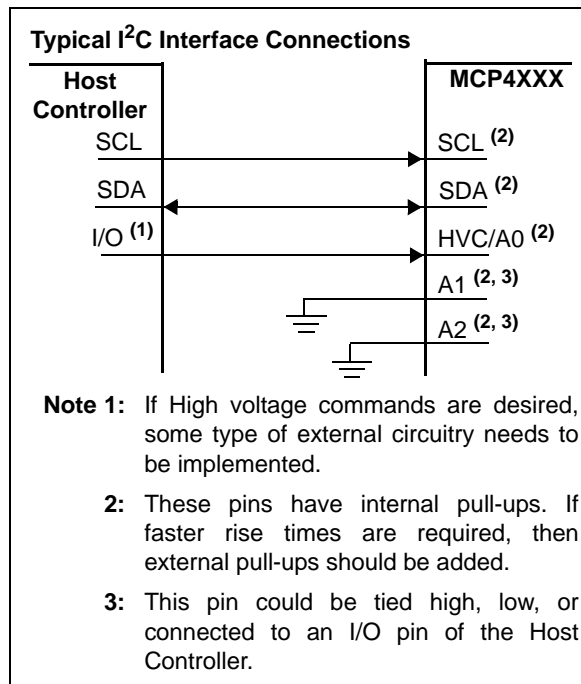 Typical I²C Interface Connections
Host
Controller
MCP4XXX
SCL
SCL (2)
SDA
SDA (2)
I/O (1)
HVC/A0 (2)
A1 (2, 3)
A2 (2, 3)
Note 1: If High voltage commands are desired,
some type of external circuitry needs to
be implemented.
2: These pins have internal pull-ups. If
faster rise times are required, then
external pull-ups should be added.
3: This pin could be tied high, low, or
connected to an I/O pin of the Host
Controller.